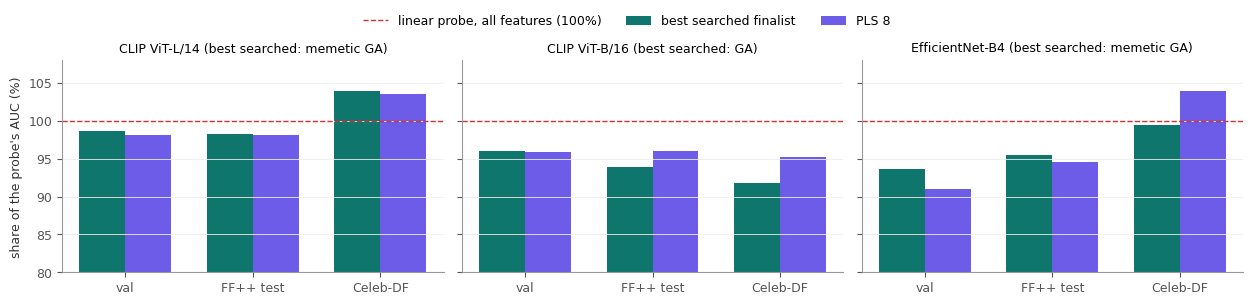 linear probe, all features (100%) best searched finalist PLS 8
CLIP ViT-L/14 (best searched: memetic GA)
CLIP ViT-B/16 (best searched: GA)
EfficientNet-B4 (best searched: memetic GA)
share of the probe's AUC (%)
105
100
95
90
85
80
val FF++ test Celeb-DF
val FF++ test Celeb-DF
val FF++ test Celeb-DF